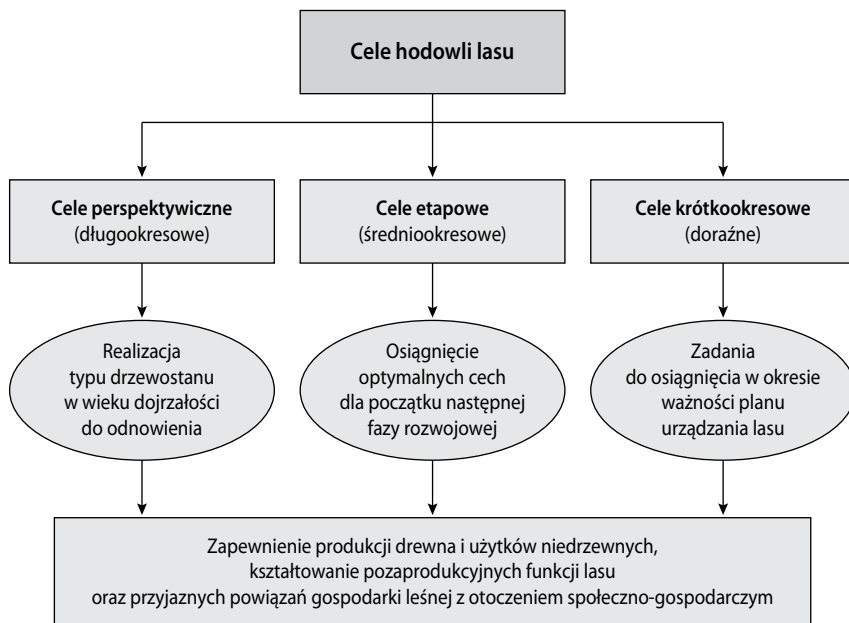 Cele hodowli lasu
Cele perspektywiczne
(długookresowe)
Cele etapowe
(średniookresowe)
Cele krótkookresowe
(doraźne)
Realizacja
typu drzewostanu
w wieku dojrzałości
do odnowienia
Osiągnięcie
optymalnych cech
dla początku następnej
fazy rozwojowej
Zadania
do osiągnięcia w okresie
ważności planu
urządzania lasu
Zapewnienie produkcji drewna i użytków niedrzewnych,
kształtowanie pozaprodukcyjnych funkcji lasu
oraz przyjaznych powiązań gospodarki leśnej z otoczeniem społeczno-gospodarczym